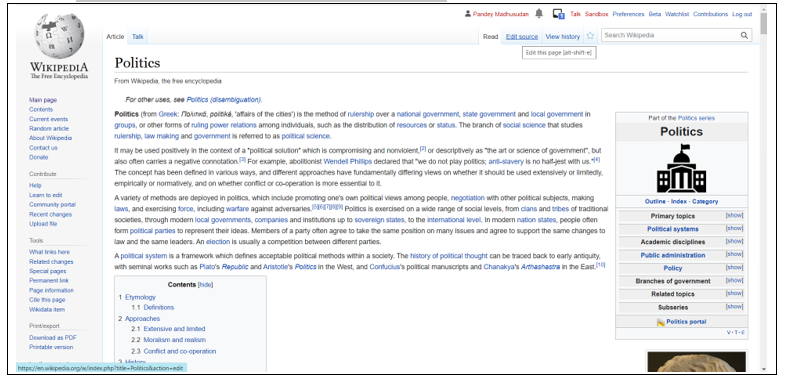 Pandey Madhusudan Talk Sandbox Preferences Beta Watchlist Contributions Log out
Article Talk Read Edit source View history Search Wikipedia
Edit this page [alt-shift-e]
WIKIPEDIA
The Free Encyclopedia
Main page
Contents
Current events
Random article
About Wikipedia
Contact us
Donate
Contribute
Help
Learn to edit
Community portal
Recent changes
Upload file
Tools
What links here
Related changes
Special pages
Permanent link
Page information
Cite this page
Wikidata item
Print/export
Download as PDF
Printable version
Politics
From Wikipedia, the free encyclopedia
For other uses, see Politics (disambiguation).
Politics (from Greek: Πολιτικά, politiká, 'affairs of the cities') is the method of rulership over a national government, state government and local government in
groups, or other forms of ruling power relations among individuals, such as the distribution of resources or status. The branch of social science that studies
rulership, law making and government is referred to as political science.
It may be used positively in the context of a "political solution" which is compromising and nonviolent,[2] or descriptively as "the art or science of government", but
also often carries a negative connotation.[3] For example, abolitionist Wendell Phillips declared that "we do not play politics; anti-slavery is no half-jest with us."[4]
The concept has been defined in various ways, and different approaches have fundamentally differing views on whether it should be used extensively or limitedly,
empirically or normatively, and on whether conflict or co-operation is more essential to it.
A variety of methods are deployed in politics, which include promoting one's own political views among people, negotiation with other political subjects, making
laws, and exercising force, including warfare against adversaries.[5][6][7][8][9] Politics is exercised on a wide range of social levels, from clans and tribes of traditional
societies, through modern local governments, companies and institutions up to sovereign states, to the international level. In modern nation states, people often
form political parties to represent their ideas. Members of a party often agree to take the same position on many issues and agree to support the same changes to
law and the same leaders. An election is usually a competition between different parties.
A political system is a framework which defines acceptable political methods within a society. The history of political thought can be traced back to early antiquity,
with seminal works such as Plato's Republic and Aristotle's Politics in the West, and Confucius's political manuscripts and Chanakya's Arthashastra in the East.[10]
Contents [hide]
1 Etymology
1.1 Definitions
2 Approaches
2.1 Extensive and limited
2.2 Moralism and realism
2.3 Conflict and co-operation
3 History
Part of the Politics series
Politics
Outline · Index · Category
Primary topics [show]
Political systems [show]
Academic disciplines [show]
Public administration [show]
Policy [show]
Branches of government [show]
Related topics [show]
Subseries [show]
Politics portal
V · T · E
https://en.wikipedia.org/w/index.php?title=Politics&action=edit